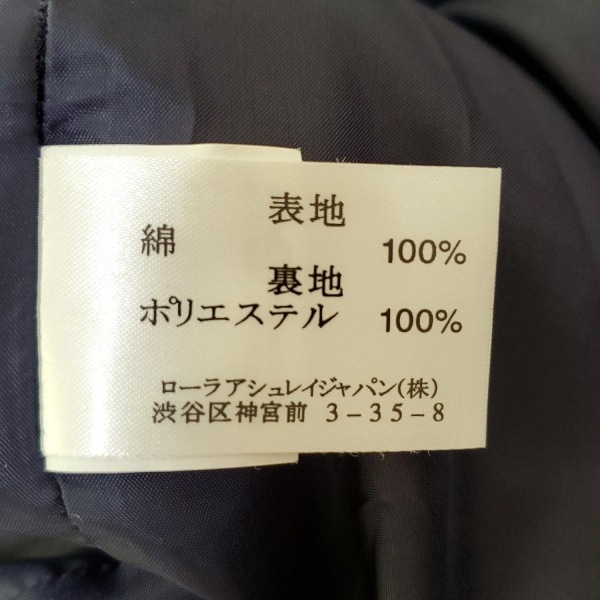 表地
綿 100%
裏地
ポリエステル 100%
ローラアシュレイジャパン(株)
渋谷区神宮前 3-35-8